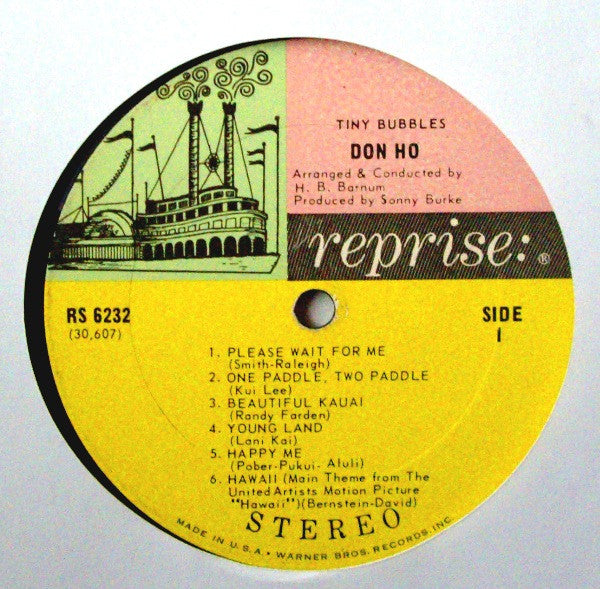 TINY BUBBLES
DON HO
Arranged & Conducted by
H. B. Barnum
Produced by Sonny Burke
reprise: ®
RS 6232
(30,607)
SIDE
1
1. PLEASE WAIT FOR ME
(Smith-Raleigh)
2. ONE PADDLE, TWO PADDLE
(Kui Lee)
3. BEAUTIFUL KAUAI
(Randy Farden)
4. YOUNG LAND
(Lani Kai)
5. HAPPY ME
(Pober-Pukui- Aluli)
6. HAWAII (Main Theme from The
United Artists Motion Picture
"Hawaii")(Bernstein-David)
STEREO
MADE IN U.S.A. • WARNER BROS. RECORDS, INC.